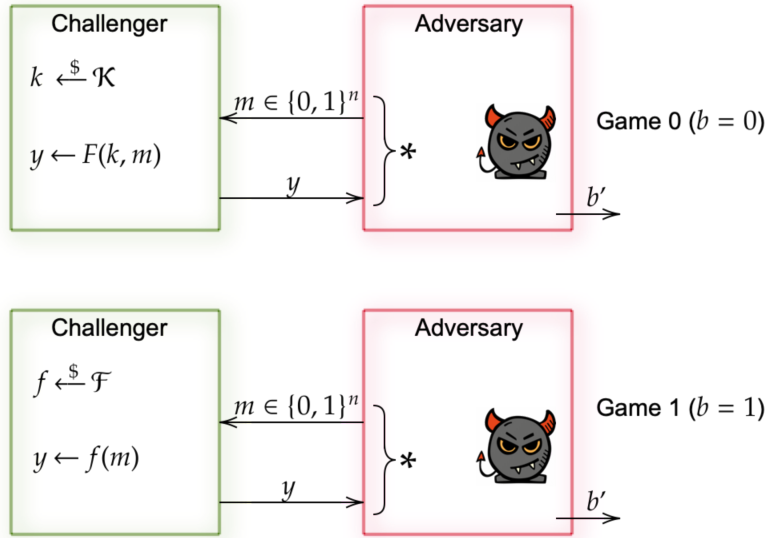 Challenger
Adversary
k ←$ 𝒦
m ∈ {0, 1}ⁿ
Game 0 (b = 0)
y ← F(k, m)
*
y
b′
Challenger
Adversary
f ←$ ℱ
m ∈ {0, 1}ⁿ
Game 1 (b = 1)
y ← f(m)
*
y
b′